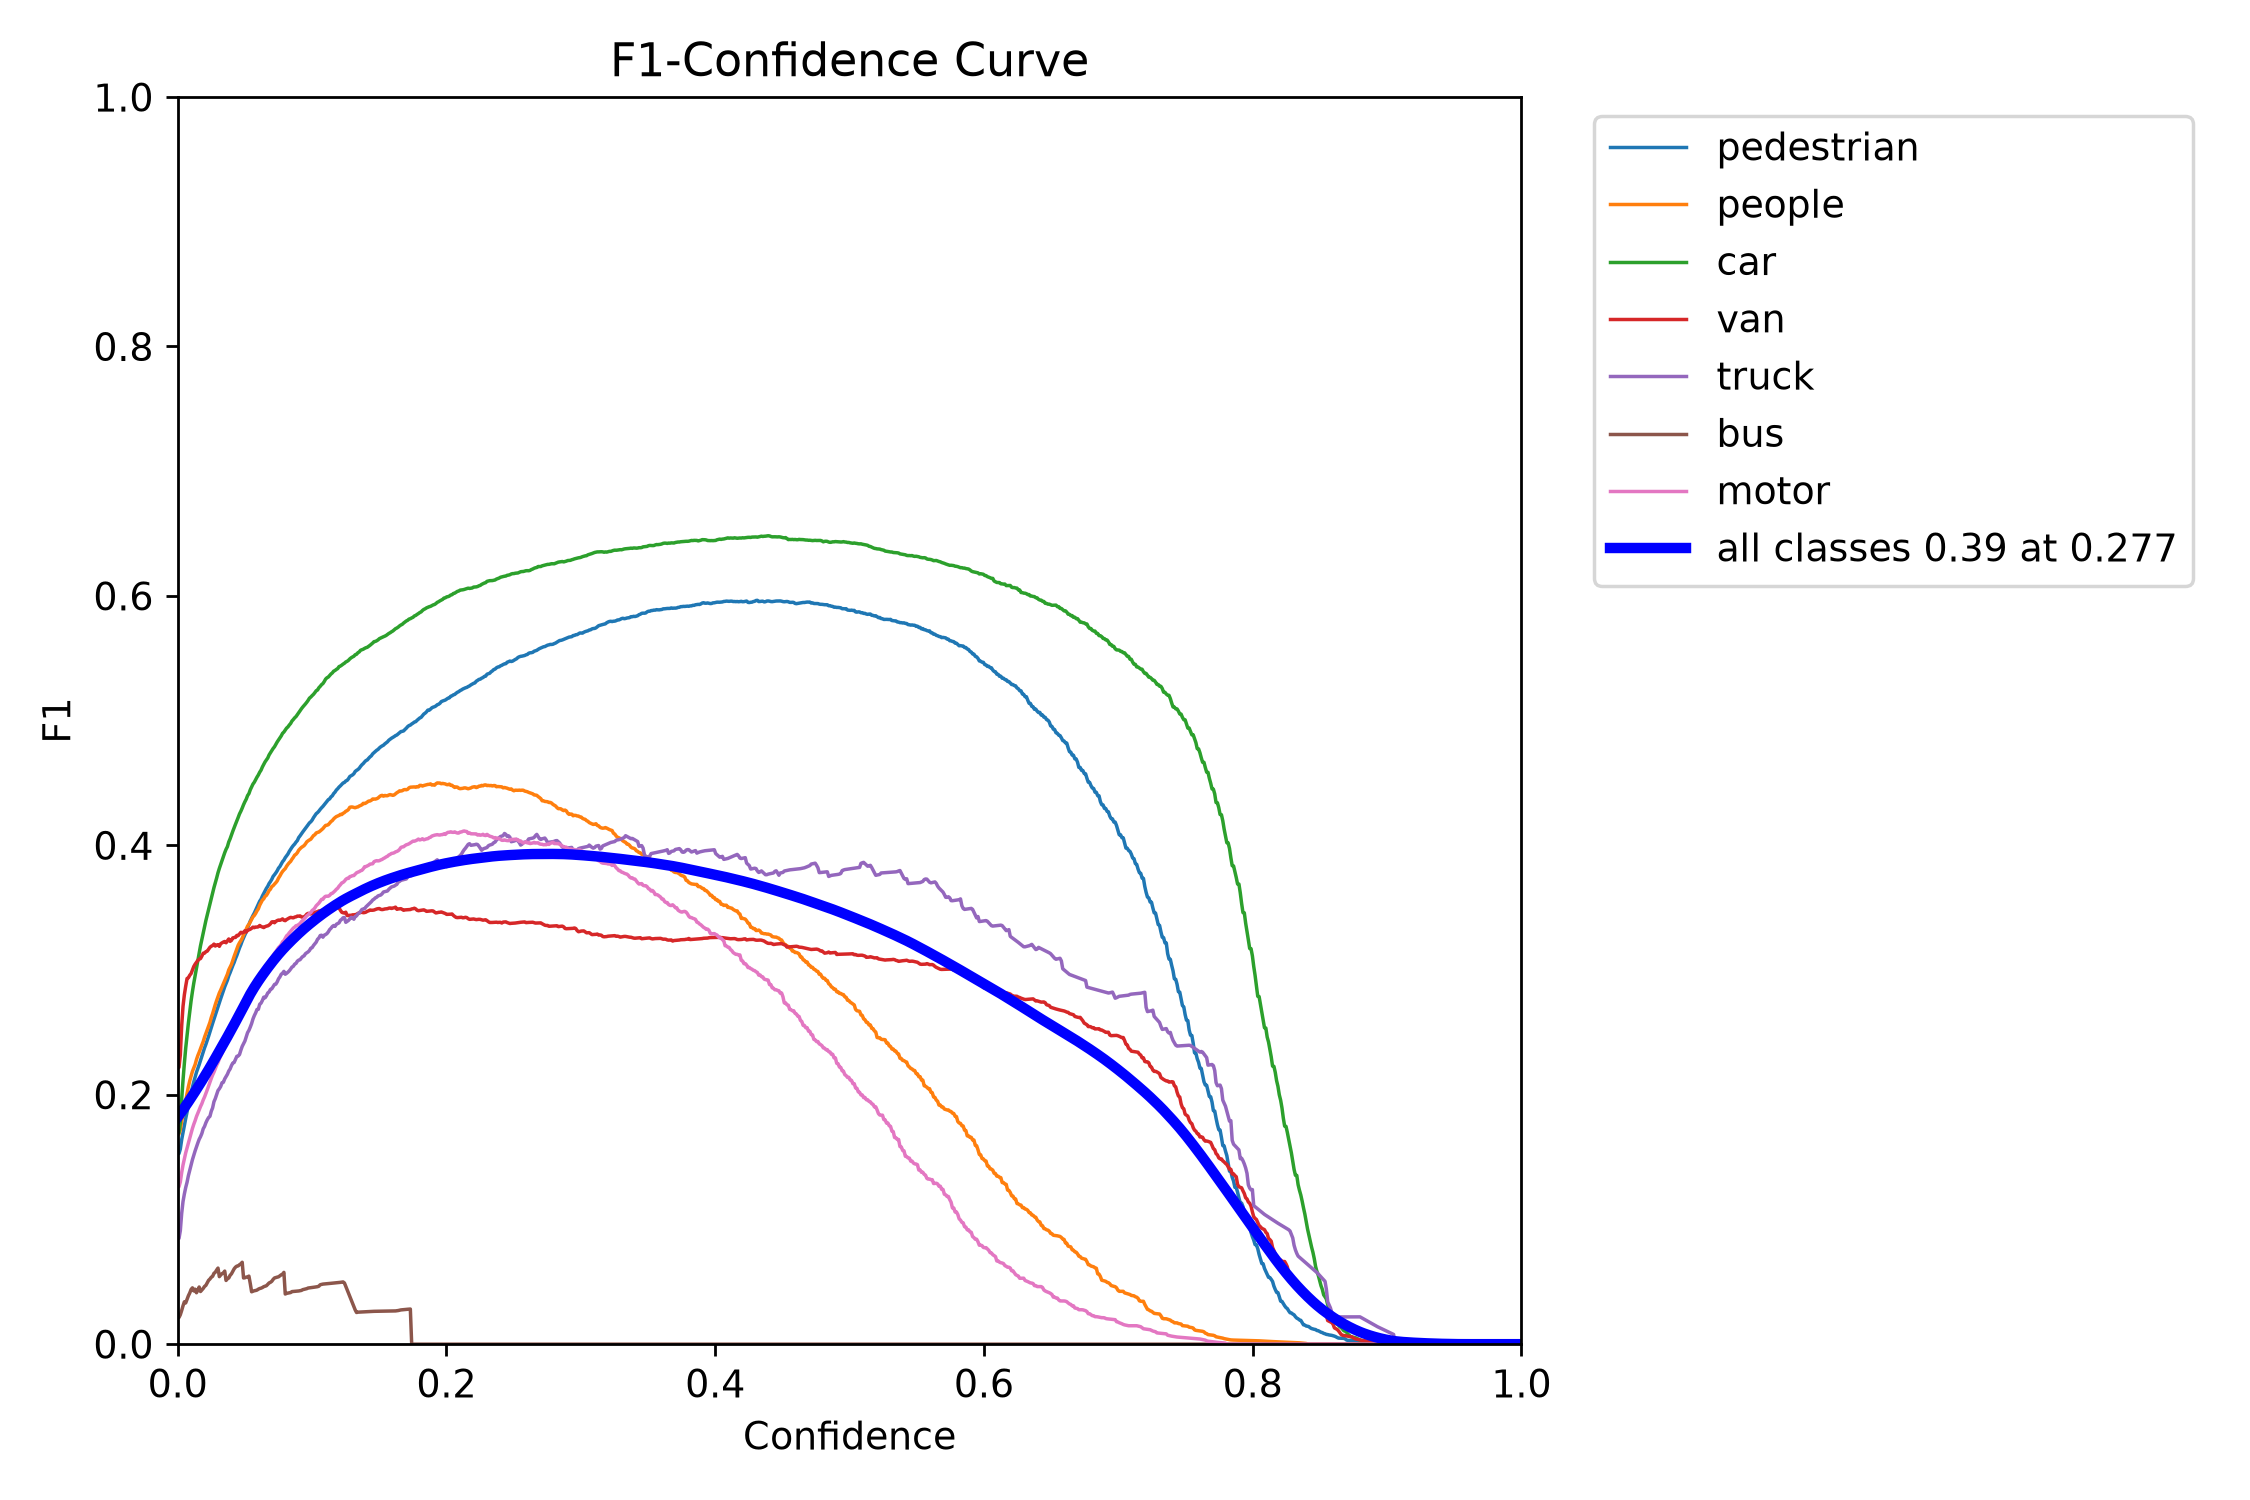 F1-Confidence Curve
1.0
0.8
0.6
0.4
0.2
0.0
F1
0.0 0.2 0.4 0.6 0.8 1.0
Confidence
pedestrian
people
car
van
truck
bus
motor
all classes 0.39 at 0.277